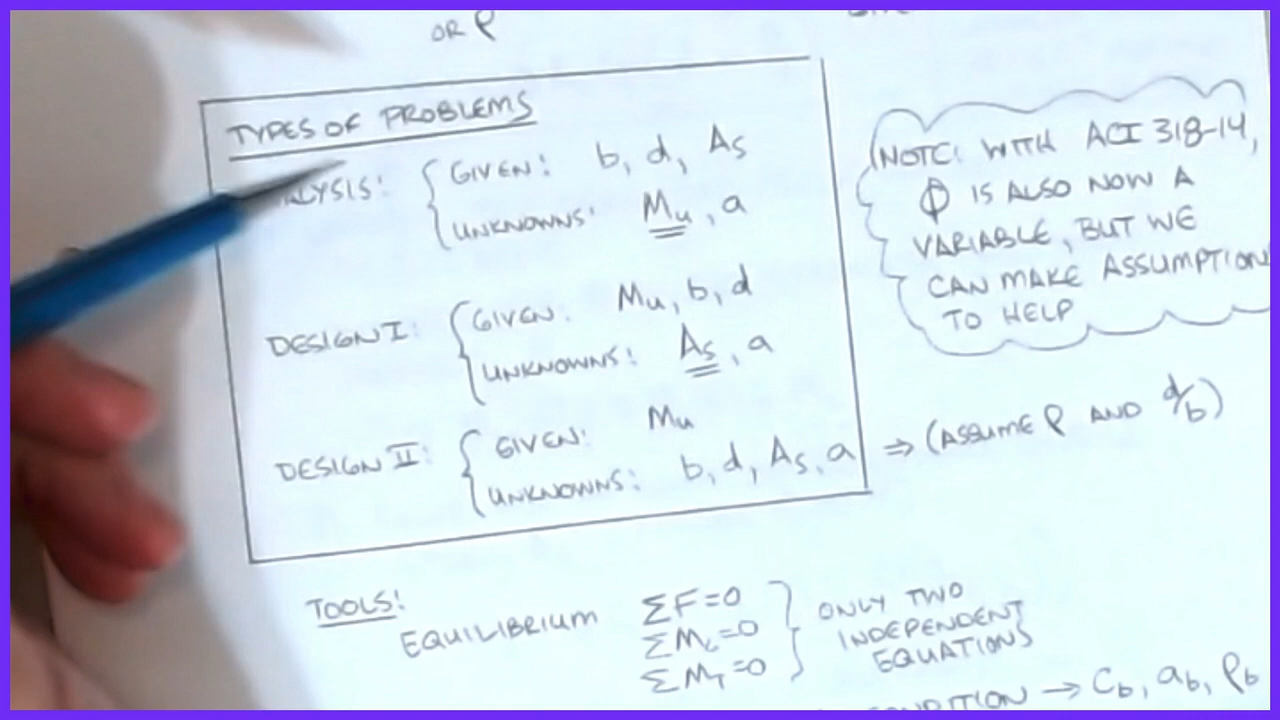 OR ρ
TYPES OF PROBLEMS
GIVEN: b, d, As
UNKNOWNS: Mu, a
DESIGN I: GIVEN: Mu, b, d
UNKNOWNS: As, a
DESIGN II: GIVEN: Mu
UNKNOWNS: b, d, As, a ⇒ (ASSUME ρ AND d/b)
NOTE: WITH ACI 318-14,
φ IS ALSO NOW A
VARIABLE, BUT WE
CAN MAKE ASSUMPTION
TO HELP
TOOLS:
EQUILIBRIUM ΣF=0
ΣMc=0
ΣMT=0
ONLY TWO
INDEPENDENT
EQUATIONS
→ Cb, ab, ρb